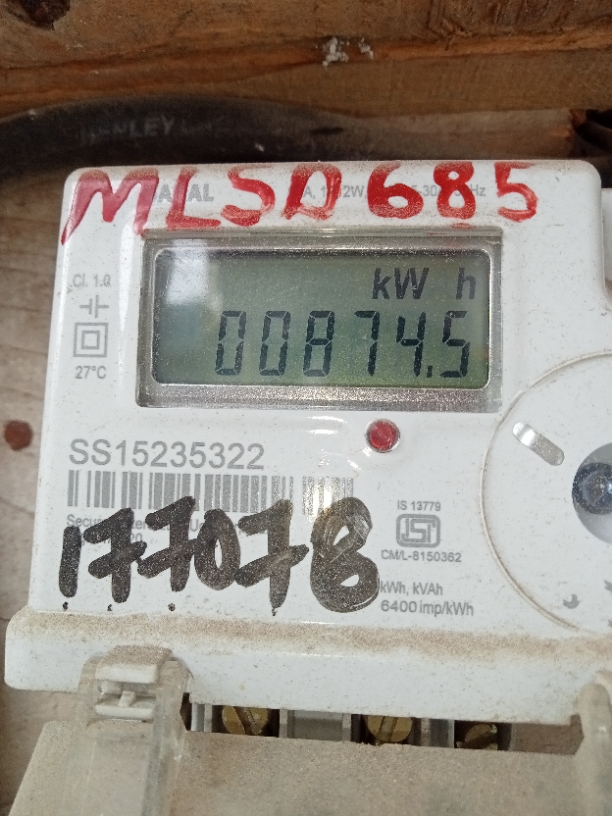 HENLEY
MLSD685
Cl. 1.0
kW h
00874.5
27°C
SS15235322
IS 13779
ISI
CM/L-8150362
177078
kWh, kVAh
6400 imp/kWh